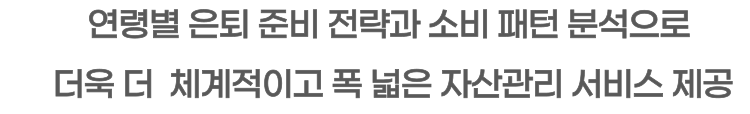 연령별 은퇴 준비 전략과 소비 패턴 분석으로
더욱 더 체계적이고 폭 넓은 자산관리 서비스 제공